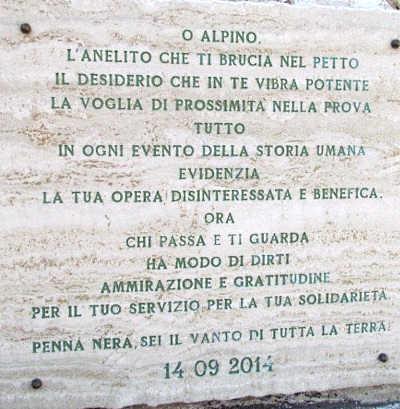 O ALPINO,
L'ANELITO CHE TI BRUCIA NEL PETTO
IL DESIDERIO CHE IN TE VIBRA POTENTE
LA VOGLIA DI PROSSIMITÀ NELLA PROVA
TUTTO
IN OGNI EVENTO DELLA STORIA UMANA
EVIDENZIA
LA TUA OPERA DISINTERESSATA E BENEFICA.
ORA
CHI PASSA E TI GUARDA
HA MODO DI DIRTI
AMMIRAZIONE E GRATITUDINE
PER IL TUO SERVIZIO PER LA TUA SOLIDARIETÀ
PENNA NERA, SEI IL VANTO DI TUTTA LA TERRA.
14 09 2014